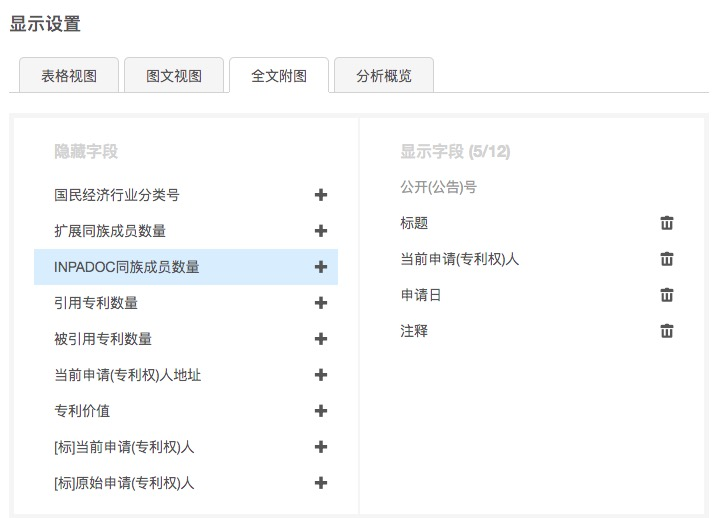 显示设置
表格视图 图文视图 全文附图 分析概览
隐藏字段
国民经济行业分类号
扩展同族成员数量
INPADOC同族成员数量
引用专利数量
被引用专利数量
当前申请(专利权)人地址
专利价值
[标]当前申请(专利权)人
[标]原始申请(专利权)人
显示字段 (5/12)
公开(公告)号
标题
当前申请(专利权)人
申请日
注释